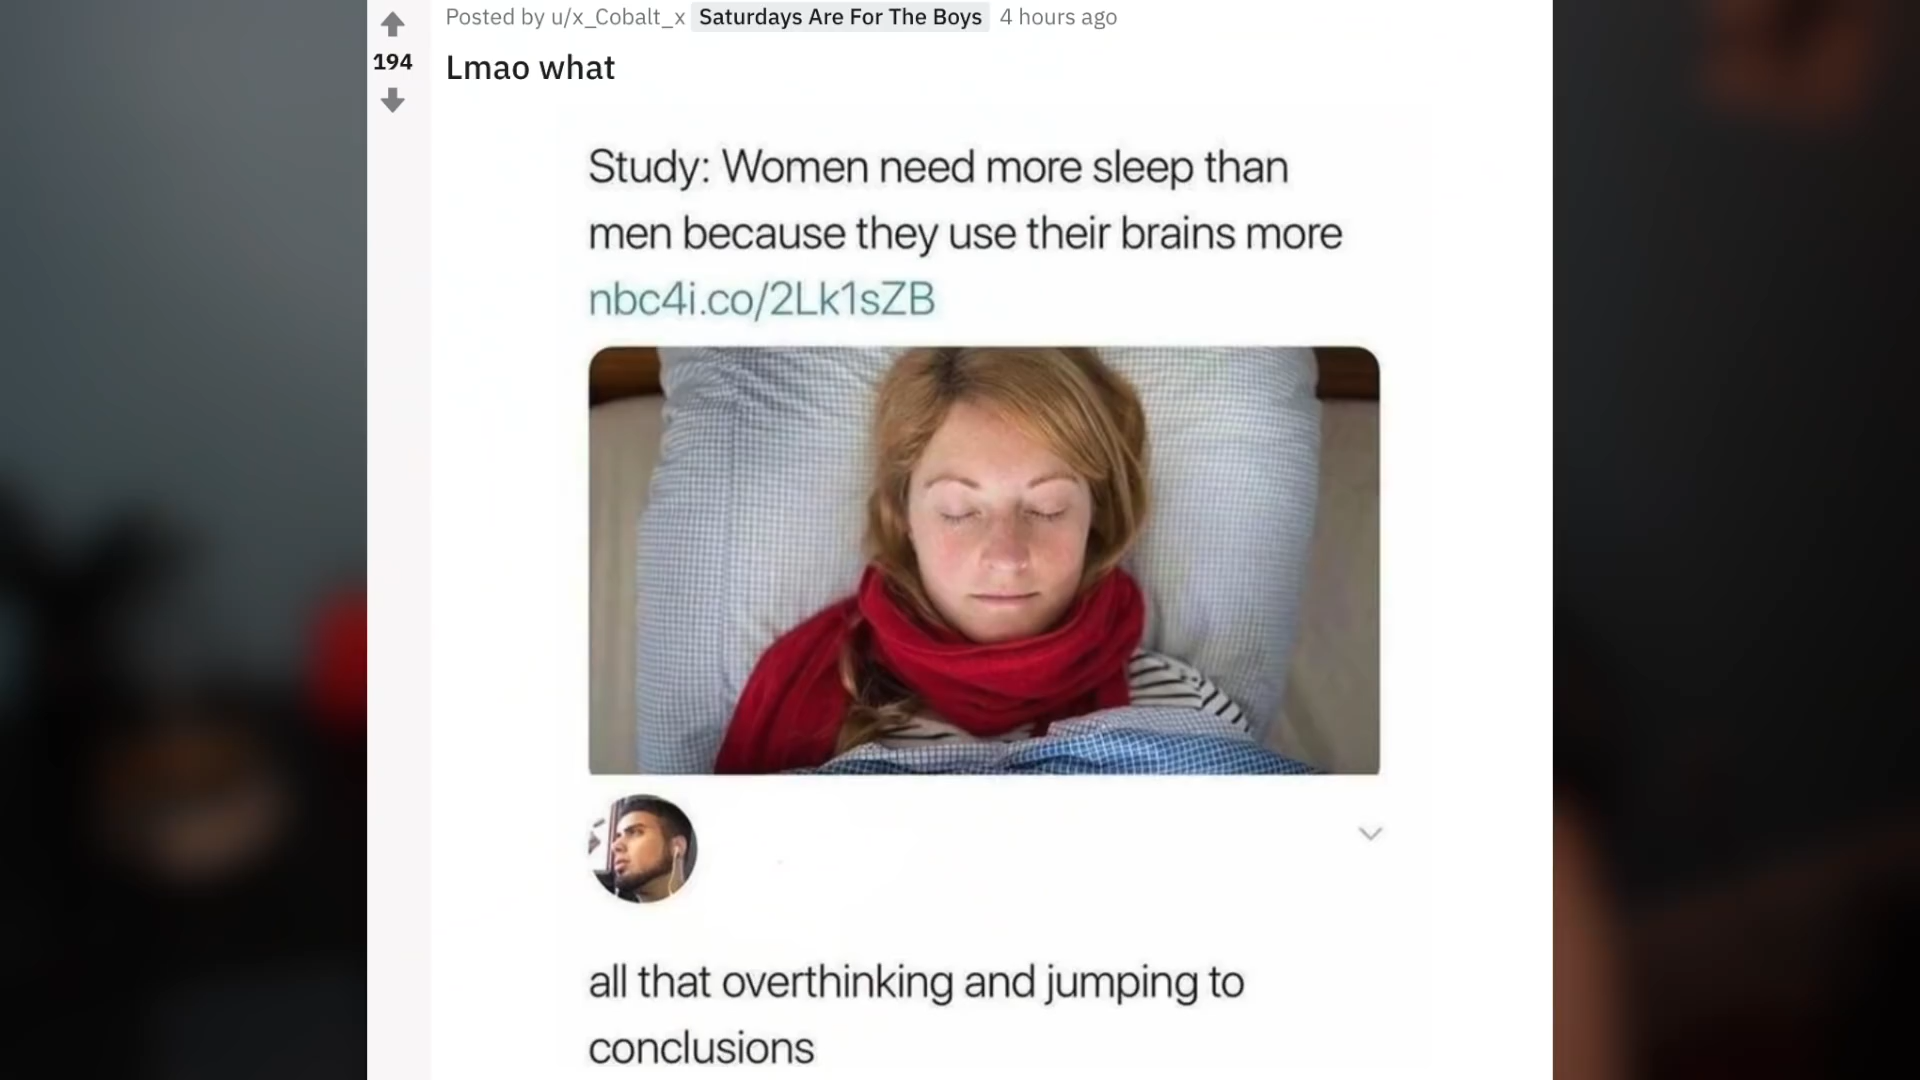 Posted by u/x_Cobalt_x Saturdays Are For The Boys 4 hours ago
194
Lmao what
Study: Women need more sleep than
men because they use their brains more
nbc4i.co/2Lk1sZB
all that overthinking and jumping to
conclusions